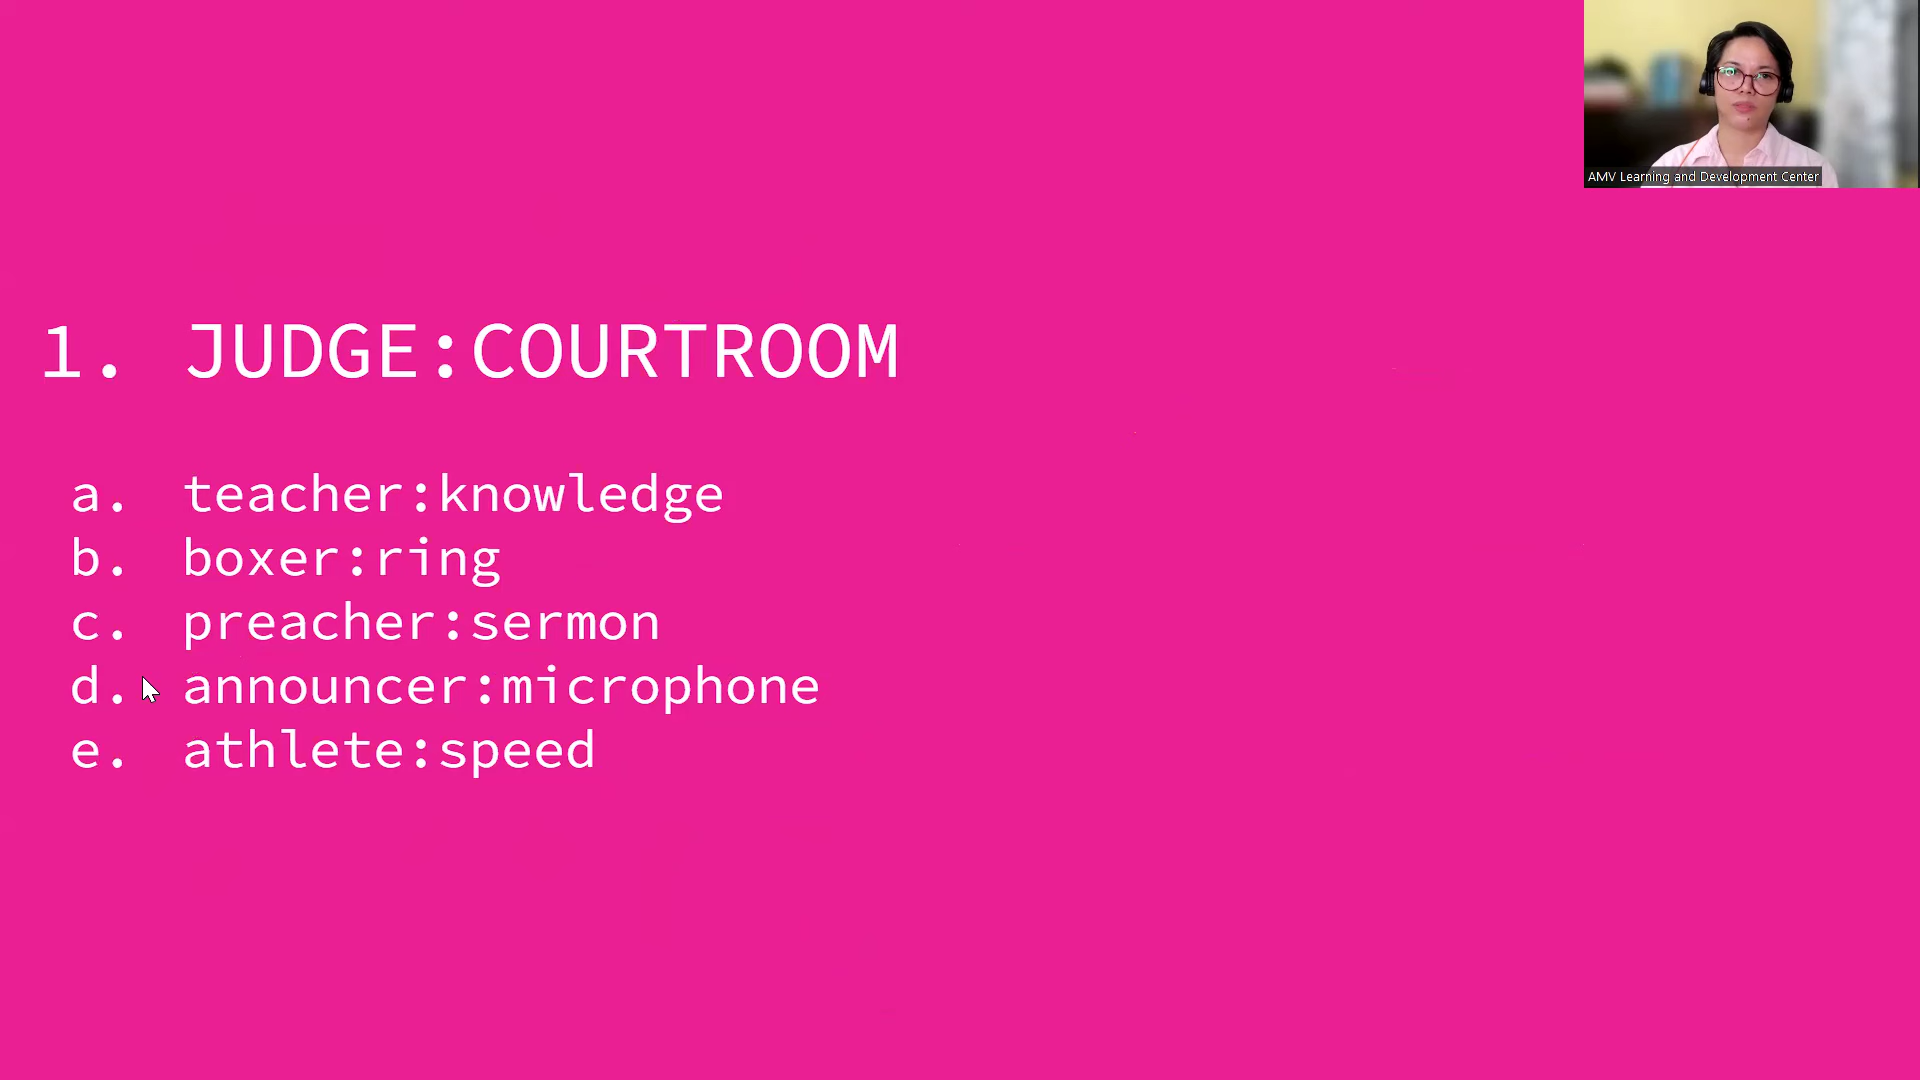 AMV Learning and Development Center
1. JUDGE:COURTROOM
a. teacher:knowledge
b. boxer:ring
c. preacher:sermon
d. announcer:microphone
e. athlete:speed